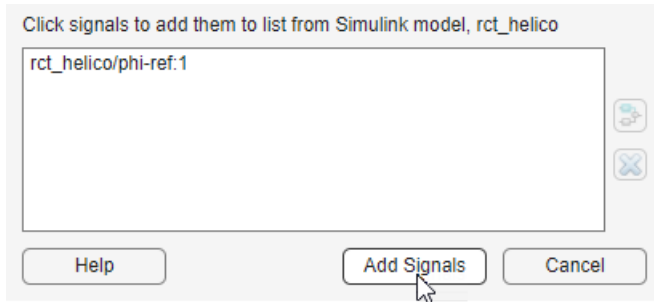 Click signals to add them to list from Simulink model, rct_helico
rct_helico/phi-ref:1
Help
Add Signals
Cancel